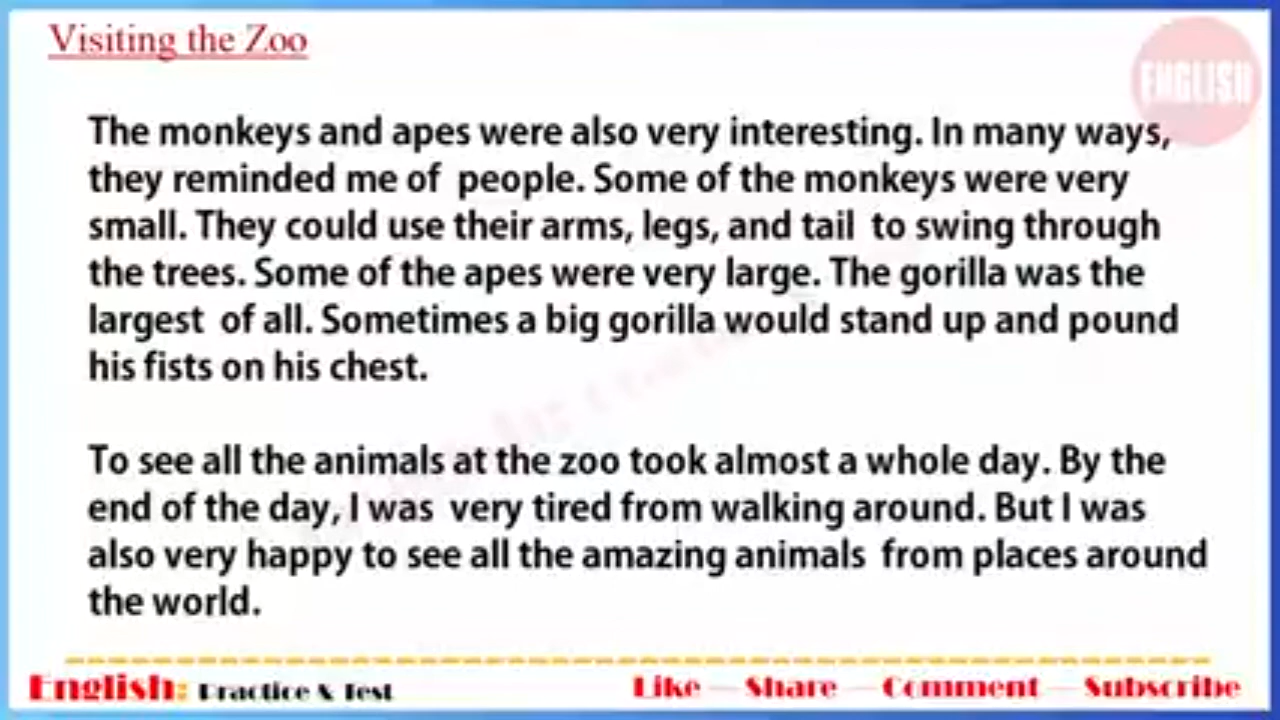 Visiting the Zoo
ENGLISH
The monkeys and apes were also very interesting. In many ways,
they reminded me of people. Some of the monkeys were very
small. They could use their arms, legs, and tail to swing through
the trees. Some of the apes were very large. The gorilla was the
largest of all. Sometimes a big gorilla would stand up and pound
his fists on his chest.
To see all the animals at the zoo took almost a whole day. By the
end of the day, I was very tired from walking around. But I was
also very happy to see all the amazing animals from places around
the world.
English: Practice & Test
Like — Share — Comment — Subscribe